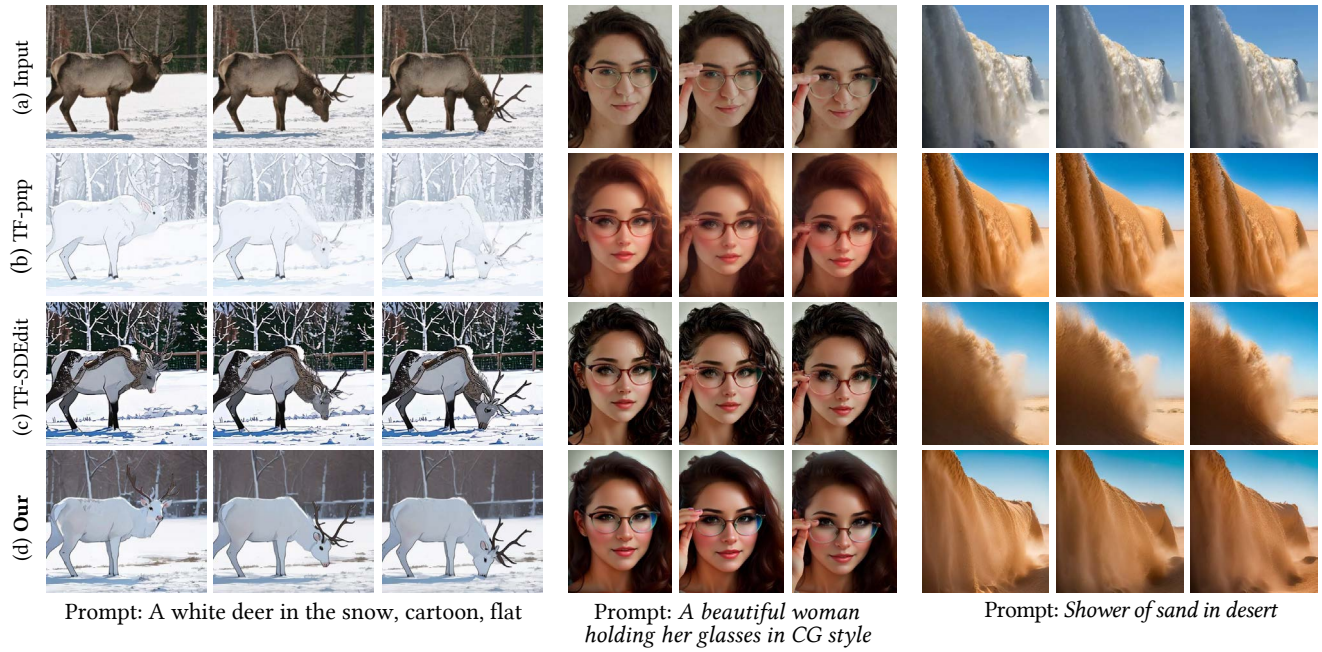 (a) Input
(b) TF-pnp
(c) TF-SDEdit
(d) Our
Prompt: A white deer in the snow, cartoon, flat
Prompt: A beautiful woman
holding her glasses in CG style
Prompt: Shower of sand in desert